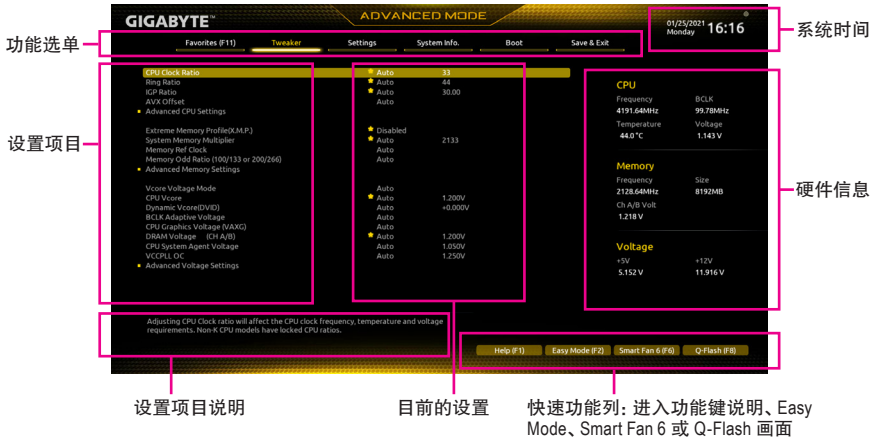 GIGABYTE™
ADVANCED MODE
01/25/2021 Monday 16:16
系统时间
功能选单
Favorites (F11) Tweaker Settings System Info. Boot Save & Exit
设置项目
CPU Clock Ratio Auto 33
Ring Ratio Auto 44
IGP Ratio Auto 30.00
AVX Offset Auto
Advanced CPU Settings
Extreme Memory Profile(X.M.P.) Disabled
System Memory Multiplier Auto 2133
Memory Ref Clock Auto
Memory Odd Ratio (100/133 or 200/266) Auto
Advanced Memory Settings
Vcore Voltage Mode Auto
CPU Vcore Auto 1.200V
Dynamic Vcore(DVID) Auto +0.000V
BCLK Adaptive Voltage Auto
CPU Graphics Voltage (VAXG) Auto
DRAM Voltage (CH A/B) Auto 1.200V
CPU System Agent Voltage Auto 1.050V
VCCPLL OC Auto 1.250V
Advanced Voltage Settings
CPU
Frequency BCLK
4191.64MHz 99.78MHz
Temperature Voltage
44.0 °C 1.143 V
Memory
Frequency Size
2128.64MHz 8192MB
Ch A/B Volt
1.218 V
Voltage
+5V +12V
5.152 V 11.916 V
硬件信息
Adjusting CPU Clock ratio will affect the CPU clock frequency, temperature and voltage
requirements. Non-K CPU models have locked CPU ratios.
Help (F1) Easy Mode (F2) Smart Fan 6 (F6) Q-Flash (F8)
设置项目说明
目前的设置
快速功能列: 进入功能键说明、Easy
Mode、Smart Fan 6 或 Q-Flash 画面